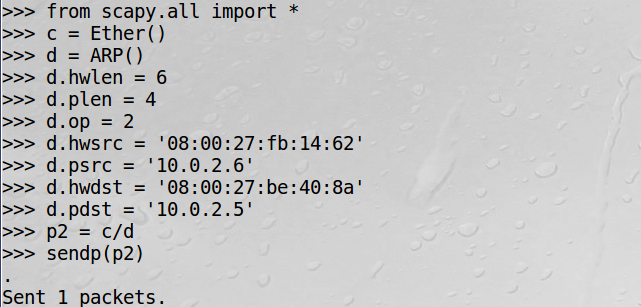 >>> from scapy.all import *
>>> c = Ether()
>>> d = ARP()
>>> d.hwlen = 6
>>> d.plen = 4
>>> d.op = 2
>>> d.hwsrc = '08:00:27:fb:14:62'
>>> d.psrc = '10.0.2.6'
>>> d.hwdst = '08:00:27:be:40:8a'
>>> d.pdst = '10.0.2.5'
>>> p2 = c/d
>>> sendp(p2)
.
Sent 1 packets.